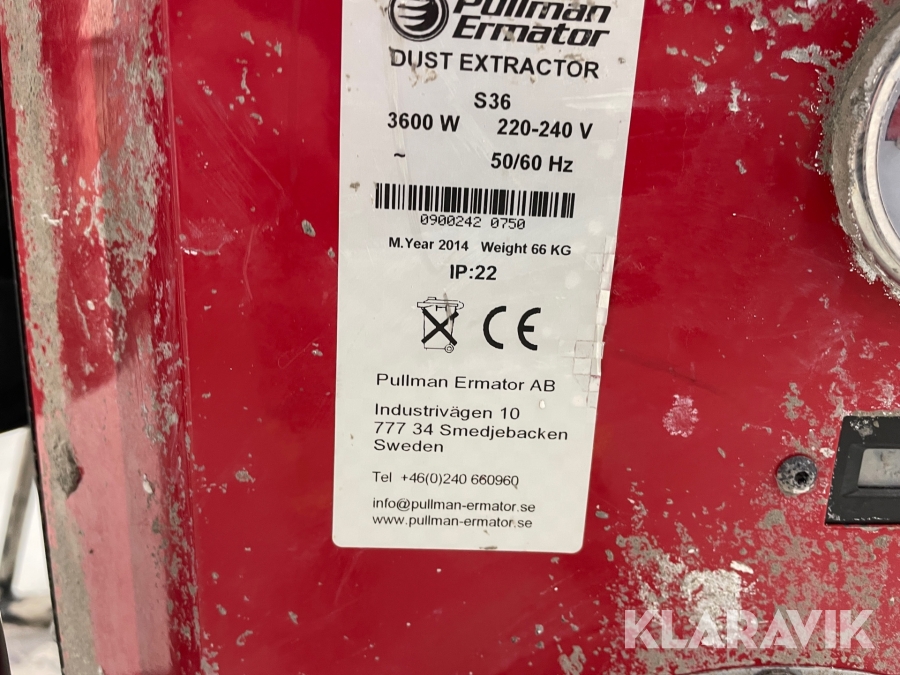 Pullman
Ermator
DUST EXTRACTOR
S36
3600 W 220-240 V
~ 50/60 Hz
0900242 0750
M.Year 2014 Weight 66 KG
IP:22
CE
Pullman Ermator AB
Industrivägen 10
777 34 Smedjebacken
Sweden
Tel +46(0)240 660960
info@pullman-ermator.se
www.pullman-ermator.se
KLARAVIK